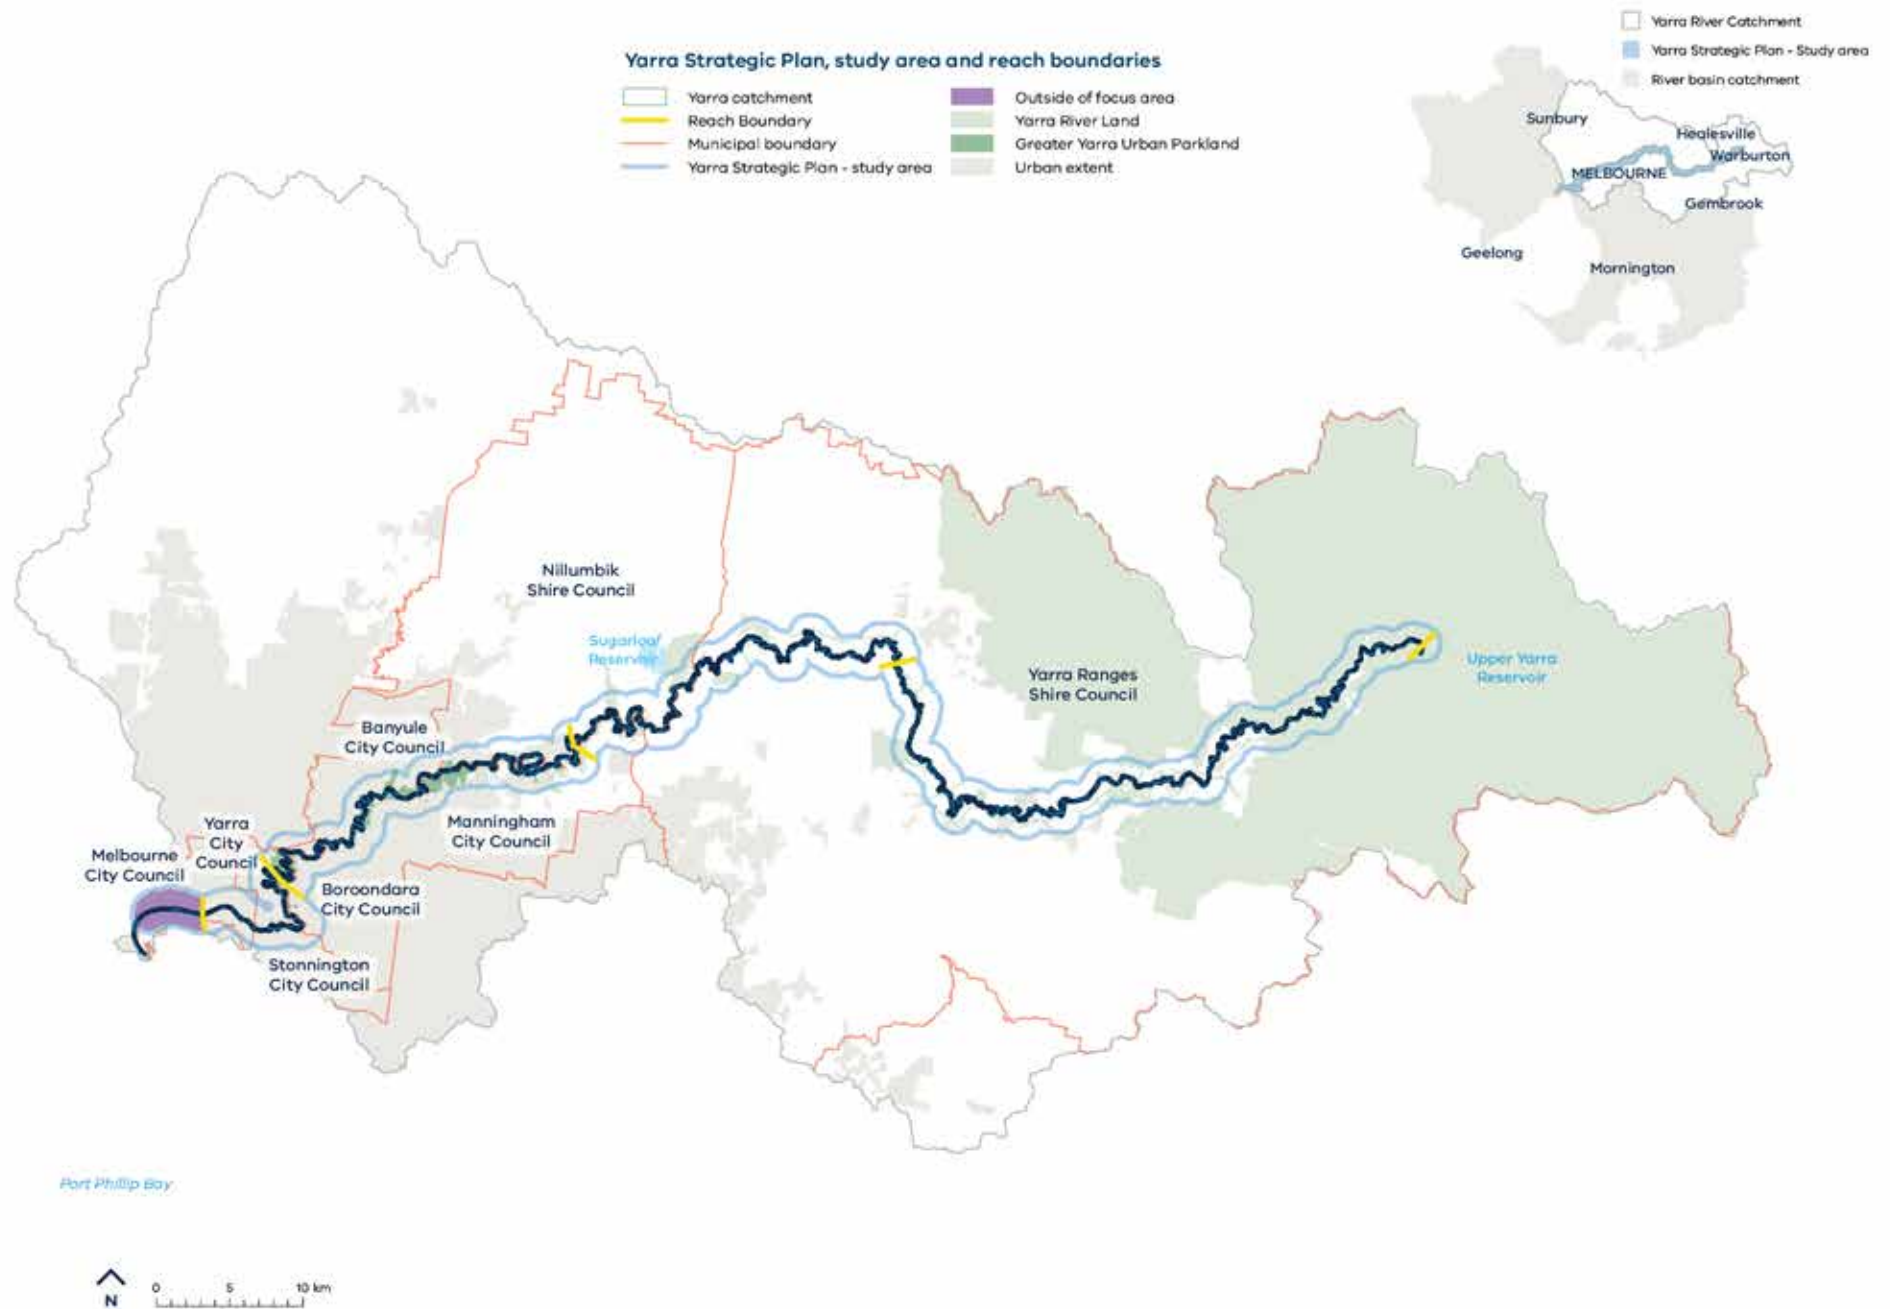 Yarra River Catchment
Yarra Strategic Plan - Study area
River basin catchment
Yarra Strategic Plan, study area and reach boundaries
Yarra catchment
Reach Boundary
Municipal boundary
Yarra Strategic Plan - study area
Outside of focus area
Yarra River Land
Greater Yarra Urban Parkland
Urban extent
Sunbury
Healesville
Warburton
MELBOURNE
Gembrook
Geelong
Mornington
Nillumbik
Shire Council
Sugarloaf
Reservoir
Yarra Ranges
Shire Council
Upper Yarra
Reservoir
Banyule
City Council
Manningham
City Council
Yarra
City
Council
Melbourne
City Council
Boroondara
City Council
Stonnington
City Council
Port Phillip Bay
N
0 5 10 km